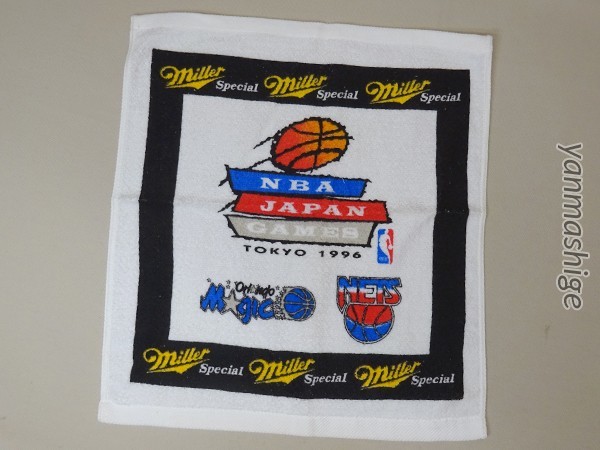 Miller Special Miller Special Miller Special
NBA
JAPAN
GAMES
TOKYO 1996
Orlando
Magic
NETS
Miller Special Miller Special Miller Special
yanmashige